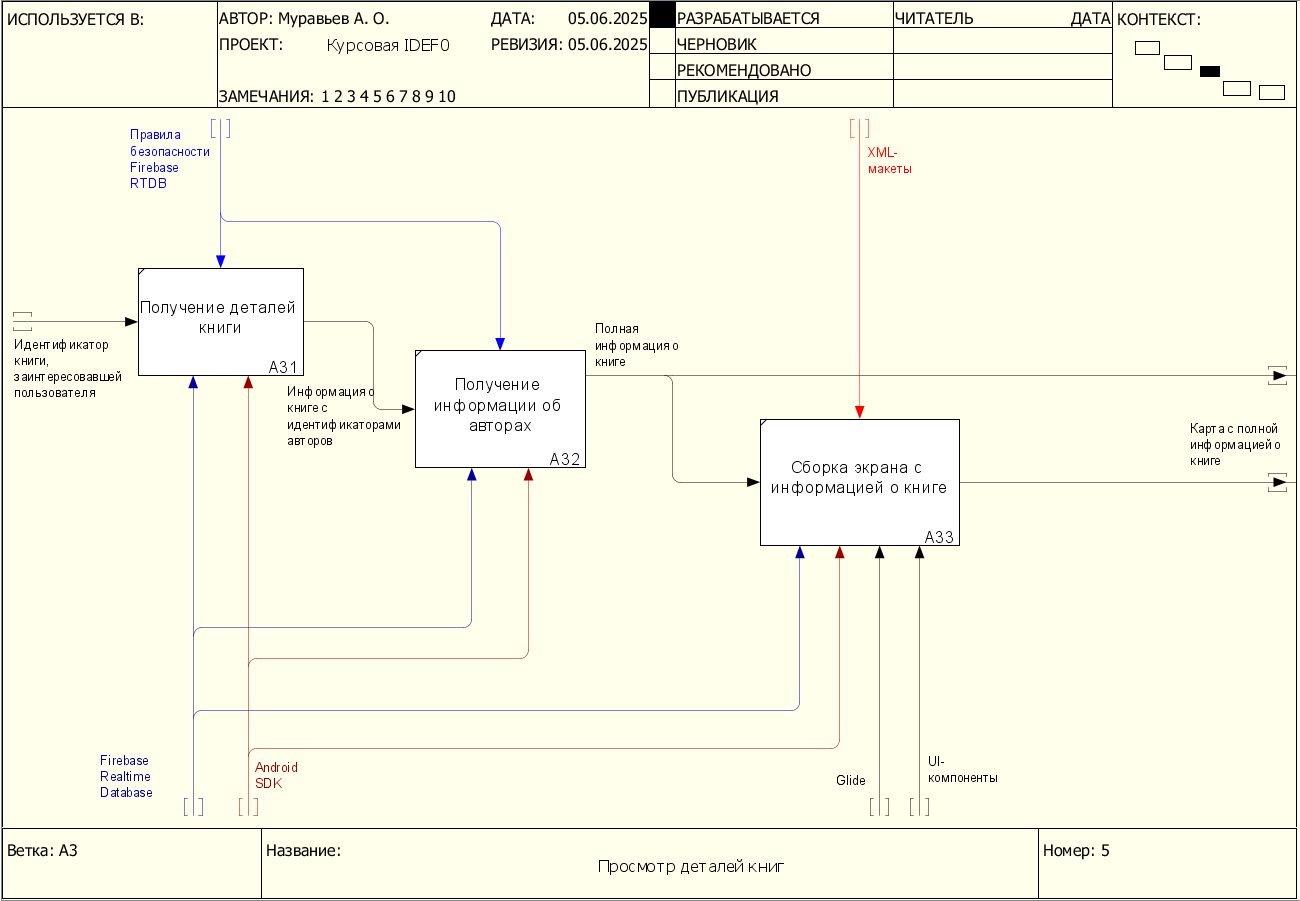 ИСПОЛЬЗУЕТСЯ В:
АВТОР: Муравьев А. О.
ДАТА: 05.06.2025
ПРОЕКТ: Курсовая IDEF0
РЕВИЗИЯ: 05.06.2025
ЗАМЕЧАНИЯ: 1 2 3 4 5 6 7 8 9 10
РАЗРАБАТЫВАЕТСЯ
ЧЕРНОВИК
РЕКОМЕНДОВАНО
ПУБЛИКАЦИЯ
ЧИТАТЕЛЬ ДАТА
КОНТЕКСТ:
Правила
безопасности
Firebase
RTDB
XML-
макеты
Получение деталей
книги
A31
Идентификатор
книги,
заинтересовавшей
пользователя
Информация о
книге с
идентификаторами
авторов
Получение
информации об
авторах
A32
Полная
информация о
книге
Сборка экрана с
информацией о книге
A33
Карта с полной
информацией о
книге
Firebase
Realtime
Database
Android
SDK
Glide
UI-
компоненты
Ветка: A3
Название:
Просмотр деталей книг
Номер: 5